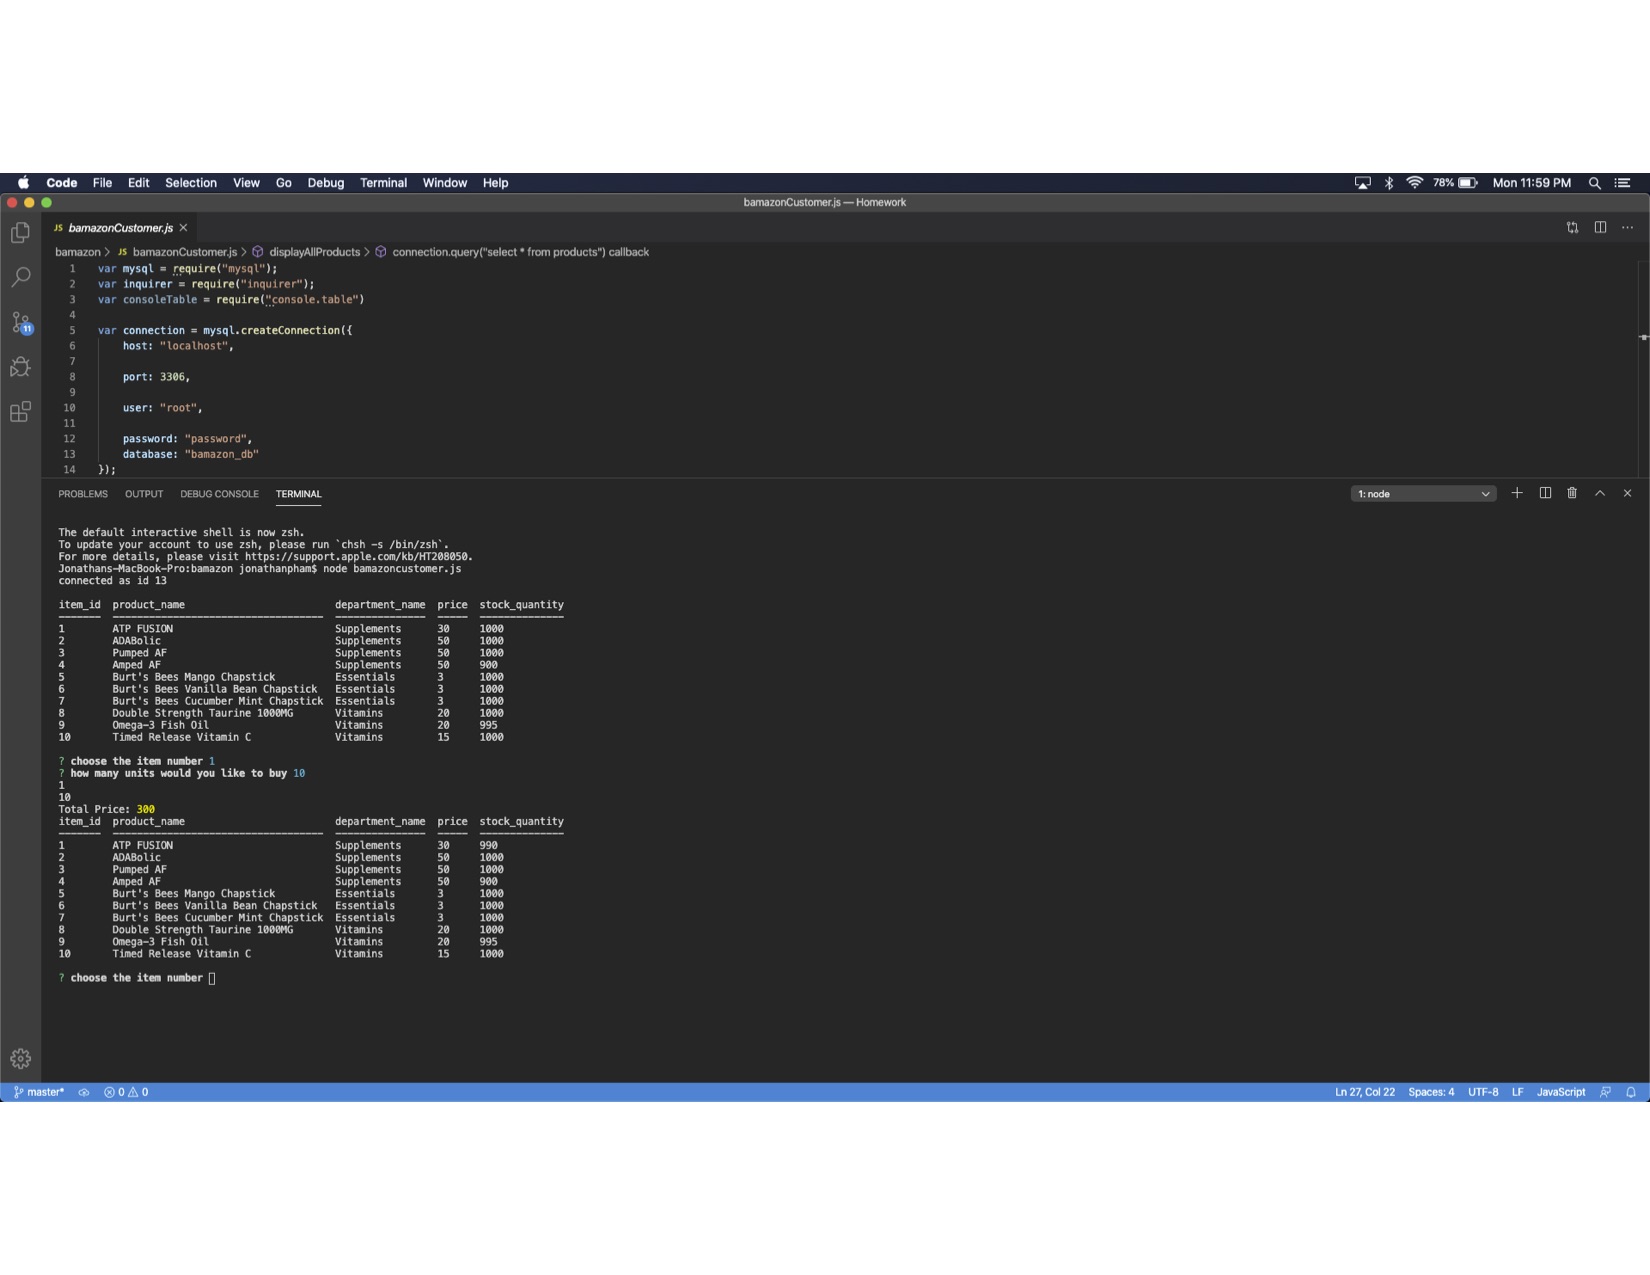 Code File Edit Selection View Go Debug Terminal Window Help 78% Mon 11:59 PM
bamazonCustomer.js — Homework
JS bamazonCustomer.js
bamazon > JS bamazonCustomer.js > displayAllProducts > connection.query("select * from products") callback
1 var mysql = require("mysql");
2 var inquirer = require("inquirer");
3 var consoleTable = require("console.table")
4
5 var connection = mysql.createConnection({
6 host: "localhost",
7
8 port: 3306,
9
10 user: "root",
11
12 password: "password",
13 database: "bamazon_db"
14 });
11
PROBLEMS OUTPUT DEBUG CONSOLE TERMINAL 1: node
The default interactive shell is now zsh.
To update your account to use zsh, please run `chsh -s /bin/zsh`.
For more details, please visit https://support.apple.com/kb/HT208050.
Jonathans-MacBook-Pro:bamazon jonathanpham$ node bamazoncustomer.js
connected as id 13
item_id product_name department_name price stock_quantity
1 ATP FUSION Supplements 30 1000
2 ADABolic Supplements 50 1000
3 Pumped AF Supplements 50 1000
4 Amped AF Supplements 50 900
5 Burt's Bees Mango Chapstick Essentials 3 1000
6 Burt's Bees Vanilla Bean Chapstick Essentials 3 1000
7 Burt's Bees Cucumber Mint Chapstick Essentials 3 1000
8 Double Strength Taurine 1000MG Vitamins 20 1000
9 Omega-3 Fish Oil Vitamins 20 995
10 Timed Release Vitamin C Vitamins 15 1000
? choose the item number 1
? how many units would you like to buy 10
1
10
Total Price: 300
item_id product_name department_name price stock_quantity
1 ATP FUSION Supplements 30 990
2 ADABolic Supplements 50 1000
3 Pumped AF Supplements 50 1000
4 Amped AF Supplements 50 900
5 Burt's Bees Mango Chapstick Essentials 3 1000
6 Burt's Bees Vanilla Bean Chapstick Essentials 3 1000
7 Burt's Bees Cucumber Mint Chapstick Essentials 3 1000
8 Double Strength Taurine 1000MG Vitamins 20 1000
9 Omega-3 Fish Oil Vitamins 20 995
10 Timed Release Vitamin C Vitamins 15 1000
? choose the item number
master* 0 0 Ln 27, Col 22 Spaces: 4 UTF-8 LF JavaScript